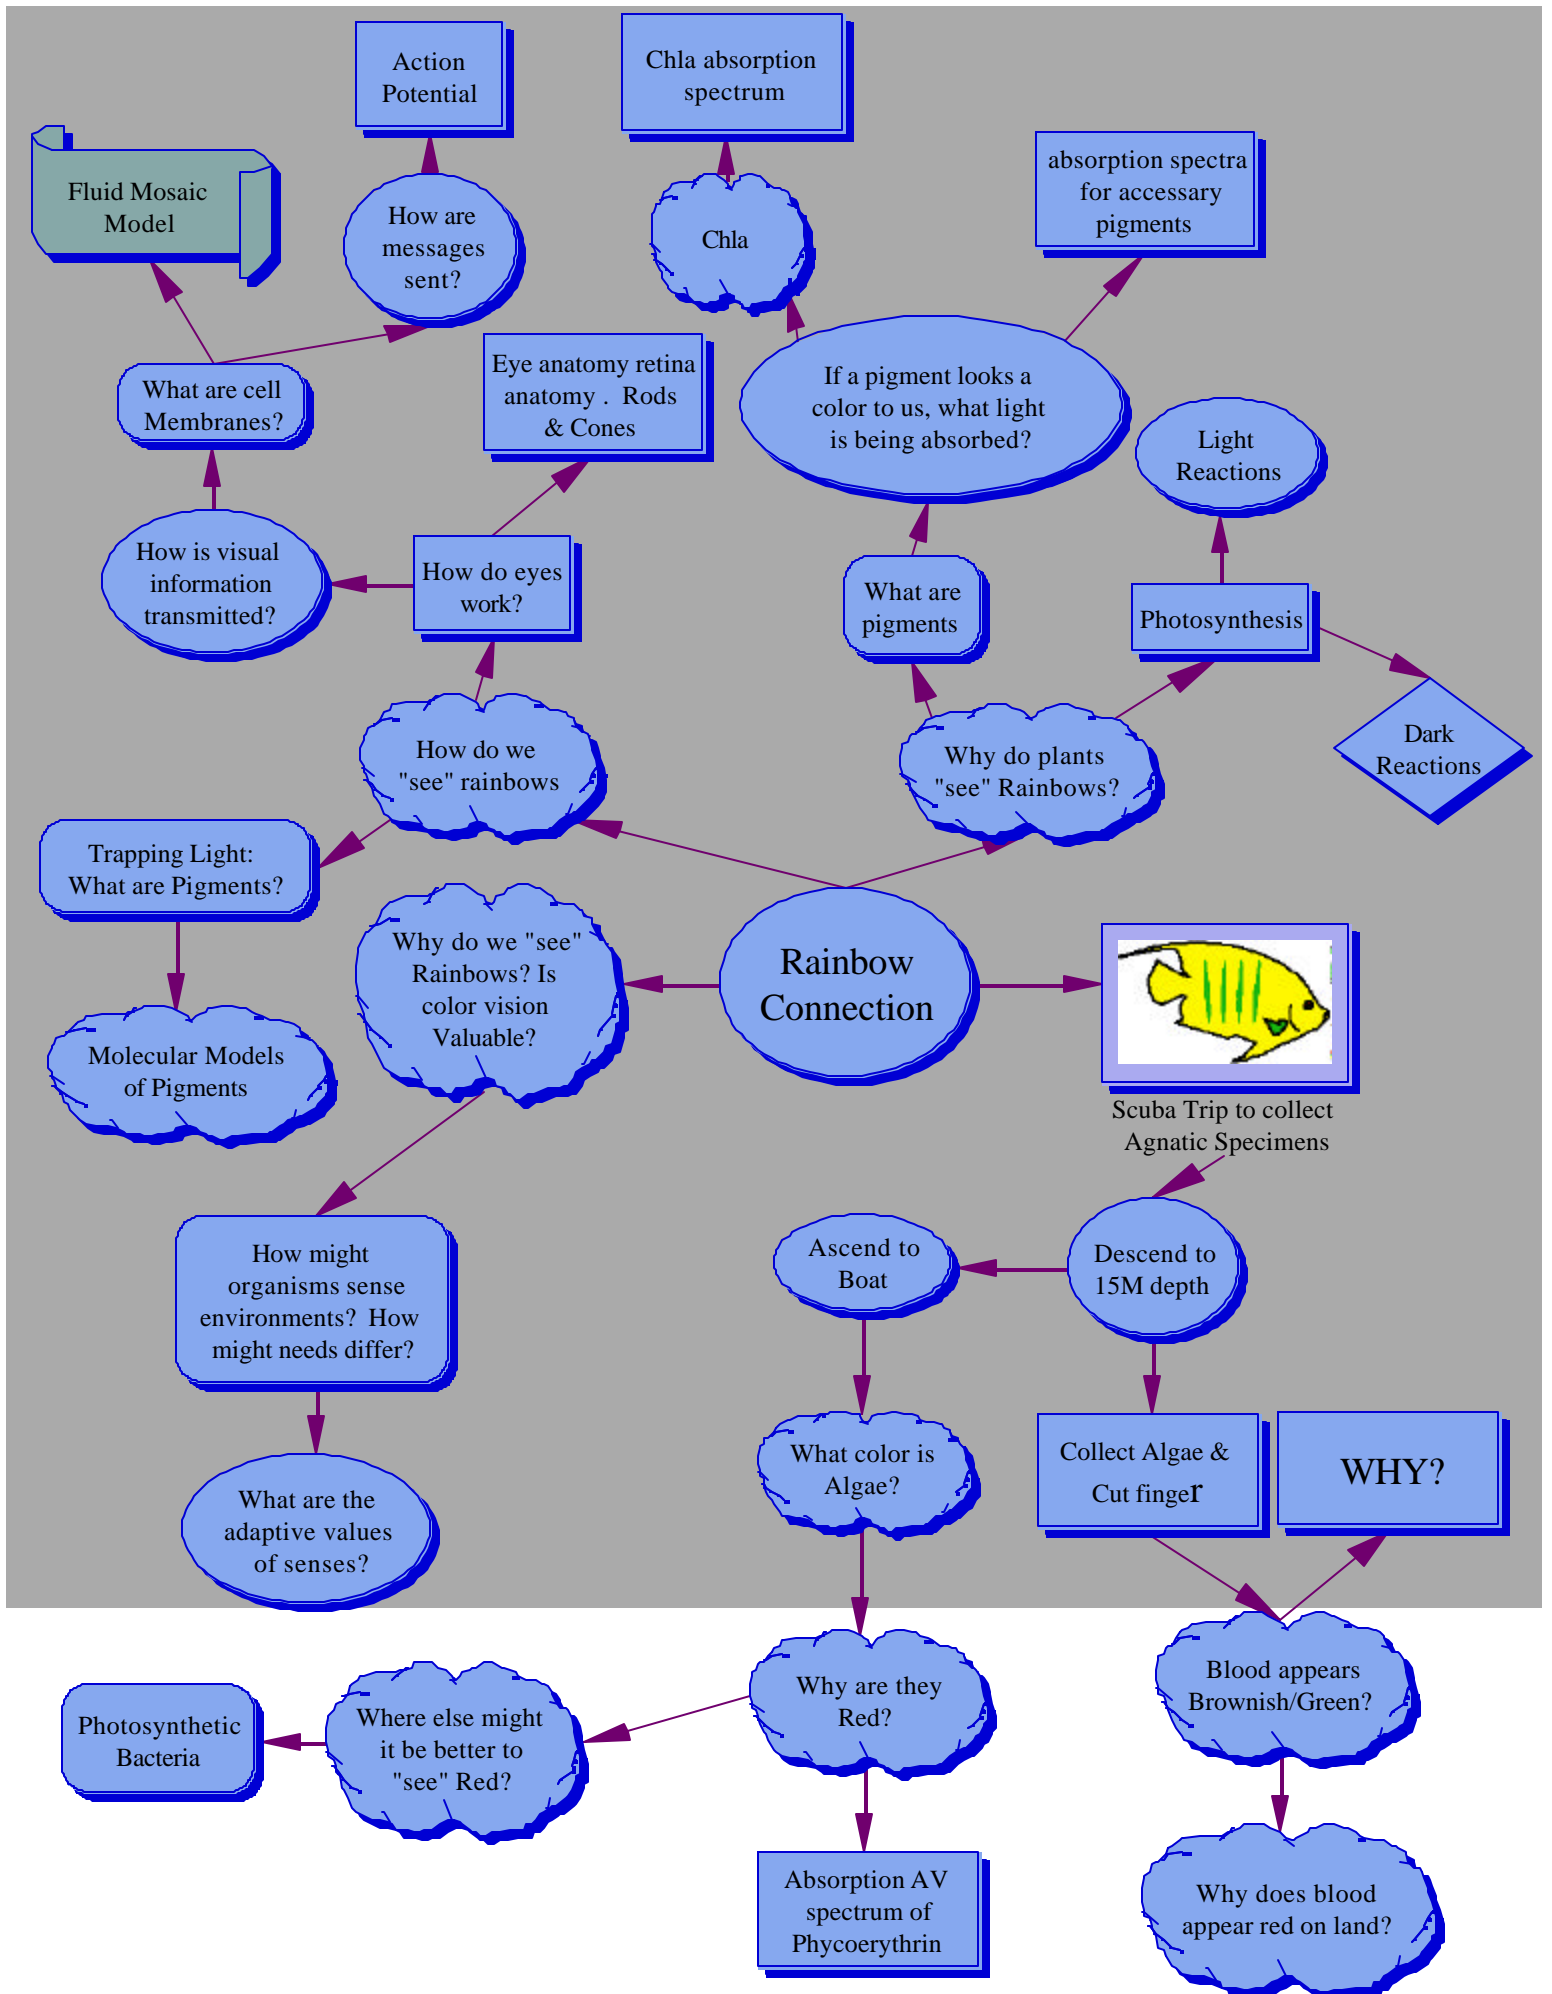 Action
Potential
Chla absorption
spectrum
absorption spectra
for accessary
pigments
Fluid Mosaic
Model
How are
messages
sent?
Chla
Eye anatomy retina
anatomy .  Rods
& Cones
If a pigment looks a
color to us, what light
is being absorbed?
What are cell
Membranes?
Light
Reactions
How is visual
information
transmitted?
How do eyes
work?
What are
pigments
Photosynthesis
Dark
Reactions
How do we
"see" rainbows
Why do plants
"see" Rainbows?
Trapping Light:
What are Pigments?
Why do we "see"
Rainbows? Is
color vision
Valuable?
Rainbow
Connection
Molecular Models
of Pigments
Scuba Trip to collect
Agnatic Specimens
How might
organisms sense
environments?  How
might needs differ?
Ascend to
Boat
Descend to
15M depth
What color is
Algae?
Collect Algae &
Cut finger
WHY?
What are the
adaptive values
of senses?
Why are they
Red?
Blood appears
Brownish/Green?
Where else might
it be better to
"see" Red?
Photosynthetic
Bacteria
Absorption AV
spectrum of
Phycoerythrin
Why does blood
appear red on land?